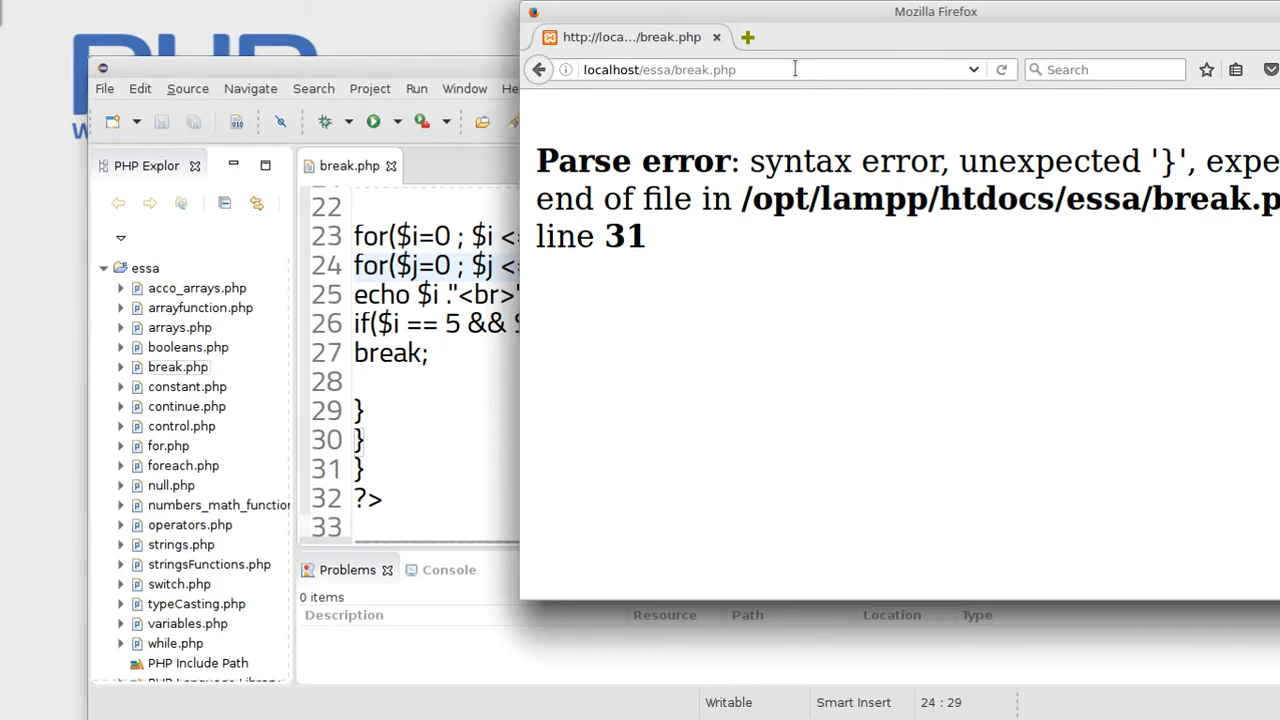 Mozilla Firefox
http://loca.../break.php
localhost/essa/break.php
Search
File Edit Source Navigate Search Project Run Window He
PHP Explor
break.php
essa
acco_arrays.php
arrayfunction.php
arrays.php
booleans.php
break.php
constant.php
continue.php
control.php
for.php
foreach.php
null.php
numbers_math_function
operators.php
strings.php
stringsFunctions.php
switch.php
typeCasting.php
variables.php
while.php
PHP Include Path
22
23 for($i=0 ; $i <
24 for($j=0 ; $j <
25 echo $i ."<br>"
26 if($i == 5 && $
27 break;
28
29 }
30 }
31 }
32 ?>
33
Parse error: syntax error, unexpected '}', expe
end of file in /opt/lampp/htdocs/essa/break.p
line 31
Problems Console
0 items
Description Resource Path Location Type
Writable Smart Insert 24 : 29